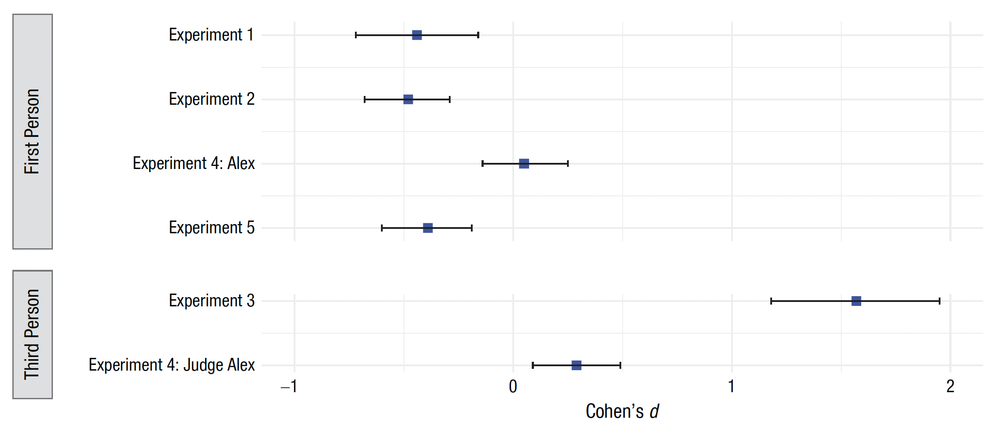 First Person
Experiment 1
Experiment 2
Experiment 4: Alex
Experiment 5
Third Person
Experiment 3
Experiment 4: Judge Alex
–1 0 1 2
Cohen’s d